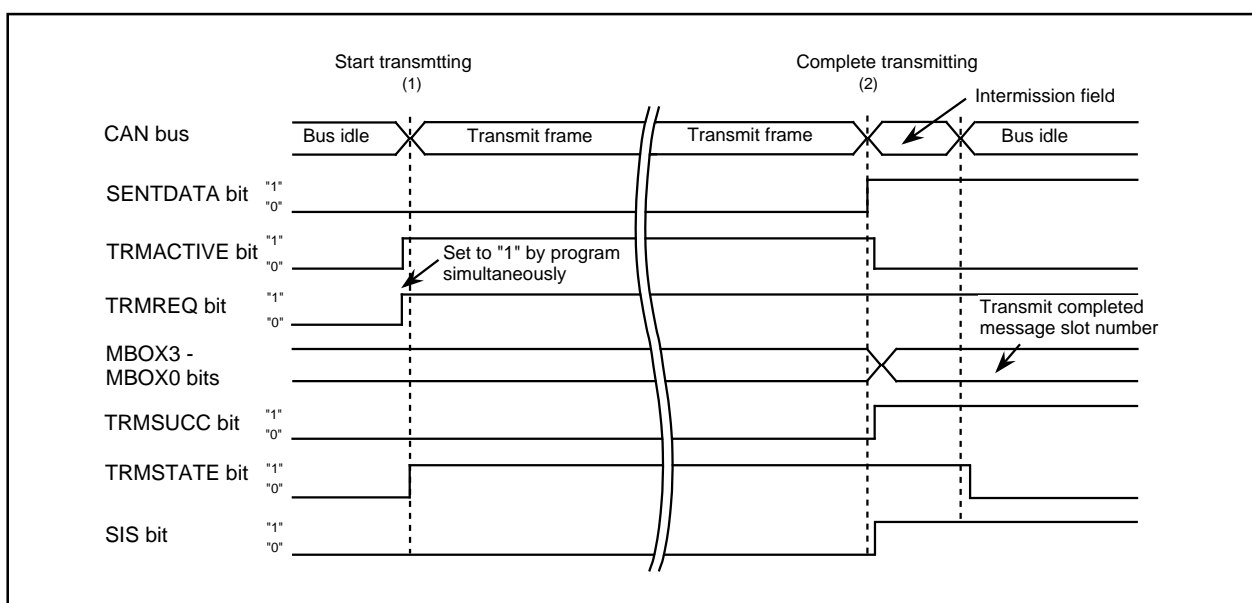 Start transmtting
(1)
Complete transmitting
(2)
Intermission field
CAN bus
Bus idle
Transmit frame
Transmit frame
Bus idle
SENTDATA bit
"1"
"0"
TRMACTIVE bit
"1"
"0"
Set to "1" by program
simultaneously
TRMREQ bit
"1"
"0"
Transmit completed
message slot number
MBOX3 -
MBOX0 bits
TRMSUCC bit
"1"
"0"
TRMSTATE bit
"1"
"0"
SIS bit
"1"
"0"